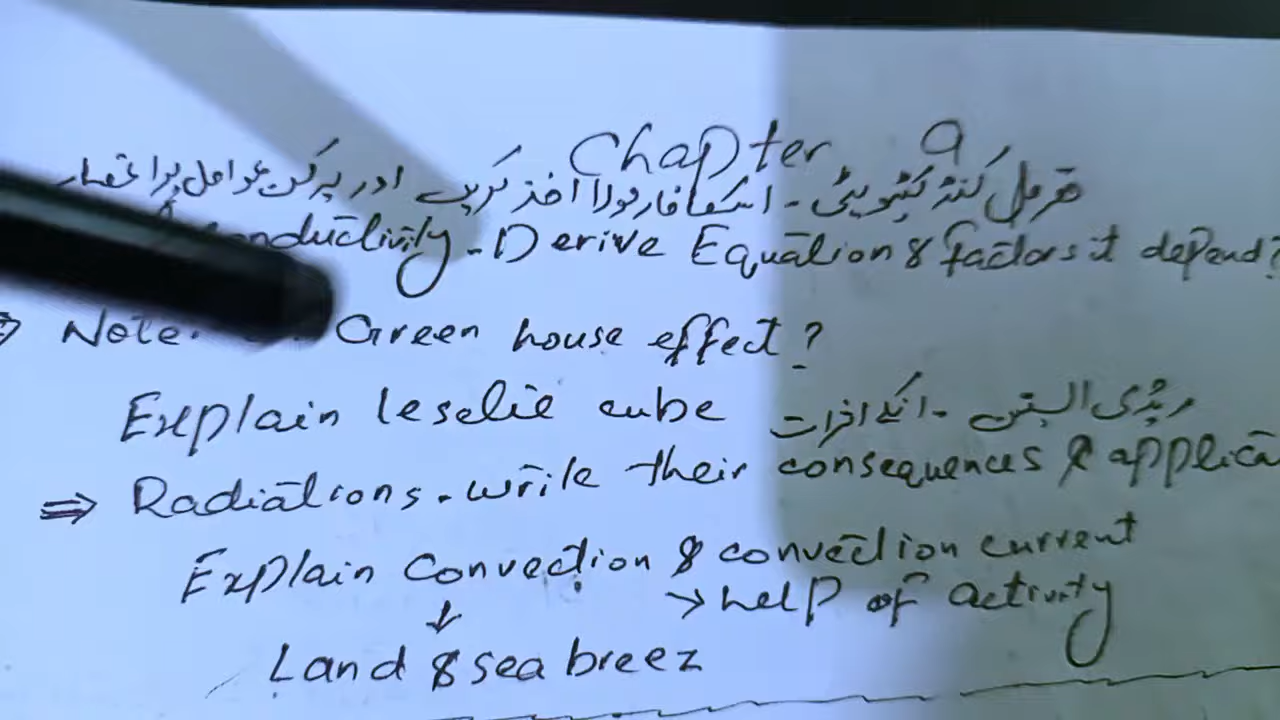 Chapter 9
تھرمل کنڈکٹیویٹی - اسکا فارمولا اخذ کریں اور یہ کن عوامل پر انحصار
conductivity - Derive Equation & factors it depend?
Note. Green house effect?
Explain leselie cube
ریڈی ایشن - انکے اثرات
⇒ Radiations. write their consequences & applica
Explain Convection & convection current
↓ → help of activity
Land & sea breez